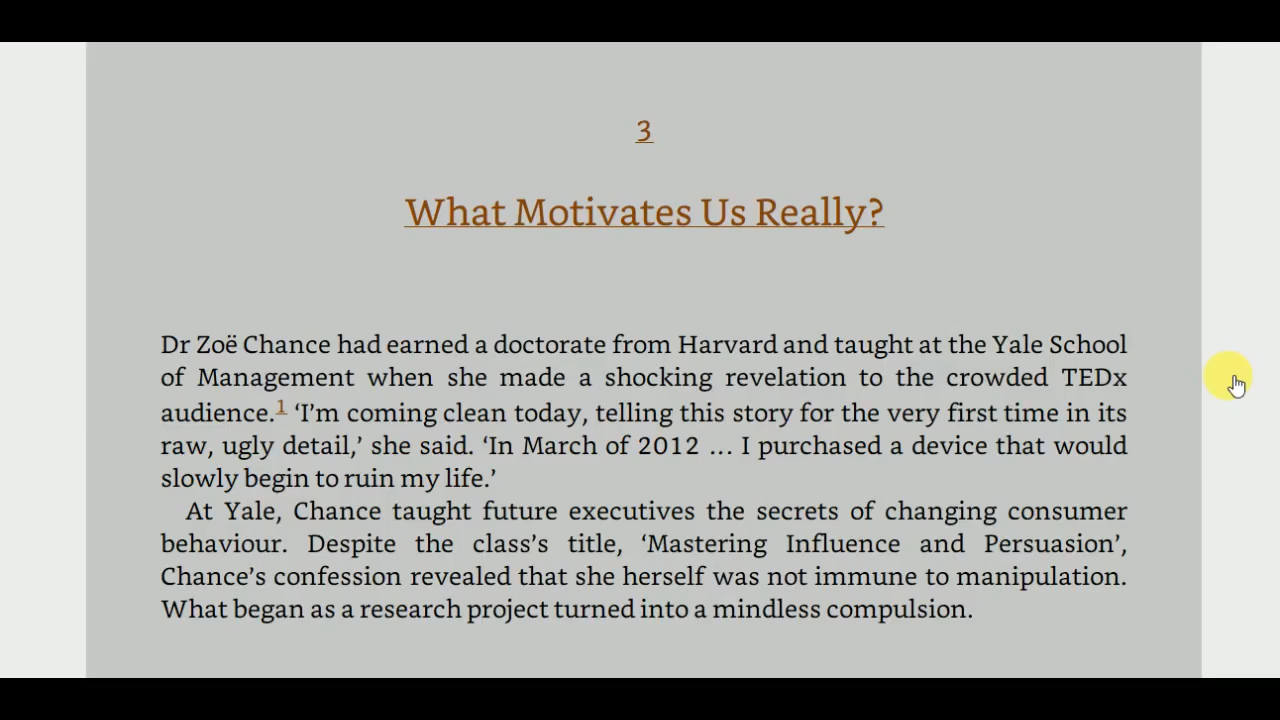 3
What Motivates Us Really?
Dr Zoë Chance had earned a doctorate from Harvard and taught at the Yale School
of Management when she made a shocking revelation to the crowded TEDx
audience.1 ‘I’m coming clean today, telling this story for the very first time in its
raw, ugly detail,’ she said. ‘In March of 2012 … I purchased a device that would
slowly begin to ruin my life.’
At Yale, Chance taught future executives the secrets of changing consumer
behaviour. Despite the class’s title, ‘Mastering Influence and Persuasion’,
Chance’s confession revealed that she herself was not immune to manipulation.
What began as a research project turned into a mindless compulsion.